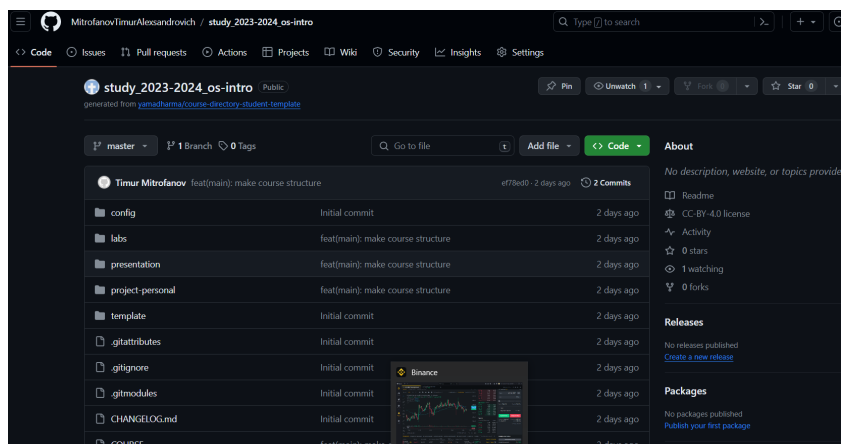 MitrofanovTimurAlexsandrovich / study_2023-2024_os-intro
Type / to search
Code Issues Pull requests Actions Projects Wiki Security Insights Settings
study_2023-2024_os-intro Public
Pin Unwatch 1 Fork 0 Star 0
generated from yamadharma/course-directory-student-template
master 1 Branch 0 Tags Go to file t Add file Code About
No description, website, or topics provide
Timur Mitrofanov feat(main): make course structure ef78ed0 · 2 days ago 2 Commits
Readme
config Initial commit 2 days ago
CC-BY-4.0 license
Activity
labs feat(main): make course structure 2 days ago
0 stars
presentation feat(main): make course structure 2 days ago
1 watching
project-personal feat(main): make course structure 2 days ago
0 forks
template Initial commit 2 days ago
Releases
.gitattributes Initial commit 2 days ago
No releases published
Create a new release
.gitignore Initial commit 2 days ago
Binance
.gitmodules Initial commit 2 days ago
Packages
No packages published
CHANGELOG.md Initial commit 2 days ago
Publish your first package
COURSE